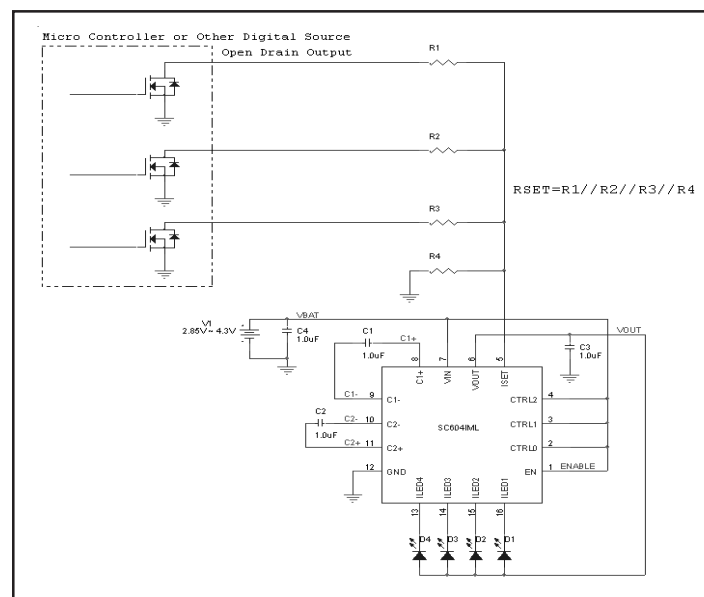 Micro Controller or Other Digital Source
Open Drain Output
R1
R2
RSET=R1//R2//R3//R4
R3
R4
VBAT
VOUT
V1
2.85V~ 4.3V
C4
1.0uF
C1
1.0uF
C1+
C3
1.0uF
8
7
6
5
C1+
VIN
VOUT
ISET
C1-
9
C1-
CTRL2
4
C2
1.0uF
C2-
10
C2-
SC604IML
CTRL1
3
C2+
11
C2+
CTRL0
2
12
GND
EN
1
ENABLE
ILED4
ILED3
ILED2
ILED1
13
14
15
16
D4
D3
D2
D1